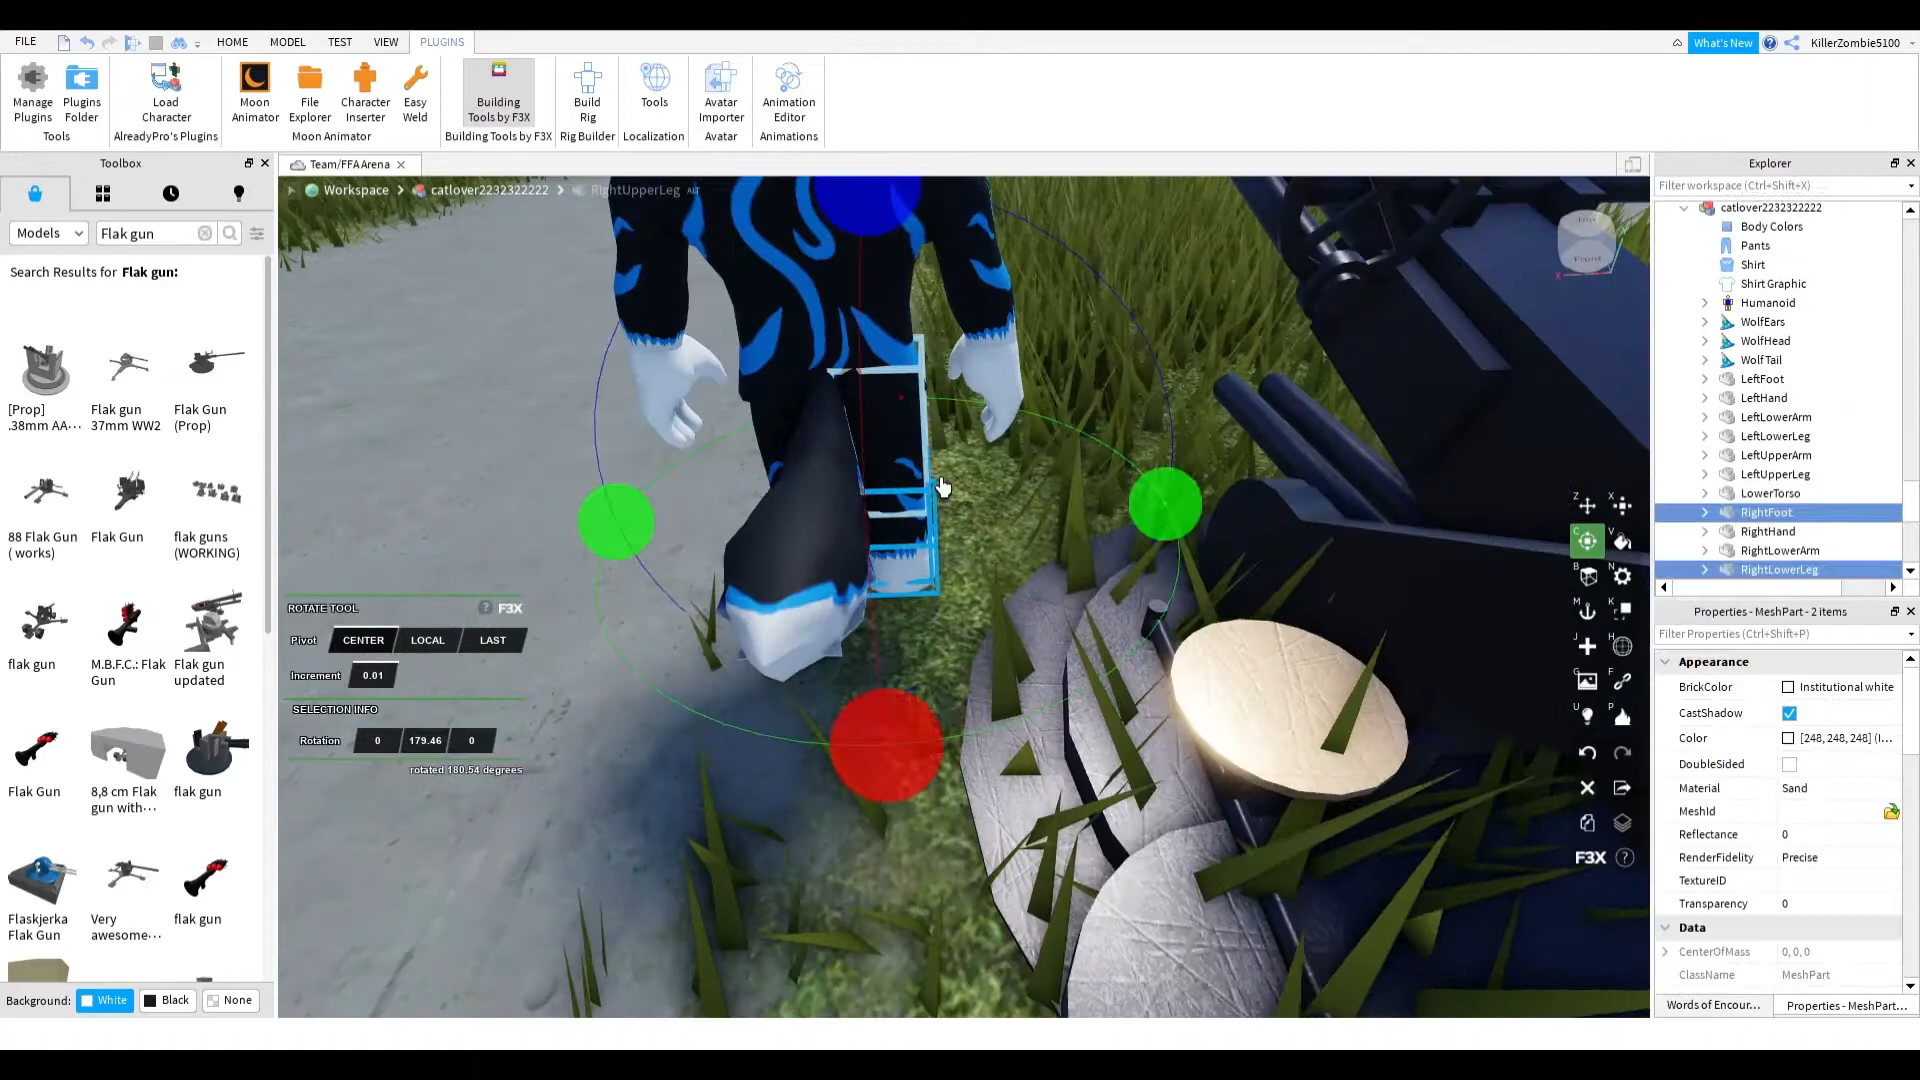 FILE HOME MODEL TEST VIEW PLUGINS What's New KillerZombie5100
Manage Plugins
Plugins Folder
Load Character
Moon Animator
File Explorer
Character Inserter
Easy Weld
Building Tools by F3X
Build Rig
Tools
Avatar Importer
Animation Editor
Tools AlreadyPro's Plugins Moon Animator Building Tools by F3X Rig Builder Localization Avatar Animations
Toolbox
Models Flak gun
Search Results for Flak gun:
[Prop] .38mm AA-···
Flak gun 37mm WW2
Flak Gun (Prop)
88 Flak Gun ( works)
Flak Gun
flak guns (WORKING)
flak gun
M.B.F.C.: Flak Gun
Flak gun updated
Flak Gun
8,8 cm Flak gun with···
flak gun
Flaskjerka Flak Gun
Very awesome···
flak gun
Background: White Black None
Team/FFA Arena
Workspace catlover2232322222 RightUpperLeg ALT
Top
Front
X
ROTATE TOOL ? F3X
Pivot CENTER LOCAL LAST
Increment 0.01
SELECTION INFO
Rotation 0 179.46 0
rotated 180.54 degrees
Z X
C V
B N
M K
J H
G F
U P
F3X ?
Explorer
Filter workspace (Ctrl+Shift+X)
catlover2232322222
Body Colors
Pants
Shirt
Shirt Graphic
Humanoid
WolfEars
WolfHead
WolfTail
LeftFoot
LeftHand
LeftLowerArm
LeftLowerLeg
LeftUpperArm
LeftUpperLeg
LowerTorso
RightFoot
RightHand
RightLowerArm
RightLowerLeg
Properties - MeshPart - 2 items
Filter Properties (Ctrl+Shift+P)
Appearance
BrickColor Institutional white
CastShadow
Color [248, 248, 248] (I...
DoubleSided
Material Sand
MeshId
Reflectance 0
RenderFidelity Precise
TextureID
Transparency 0
Data
CenterOfMass 0, 0, 0
ClassName MeshPart
Words of Encour... Properties - MeshPart...